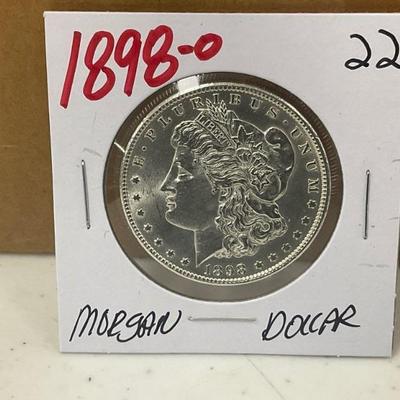 1898-o 22
E·PLURIBUS·UNUM
LIBERTY
1898
MORGAN — DOLLAR